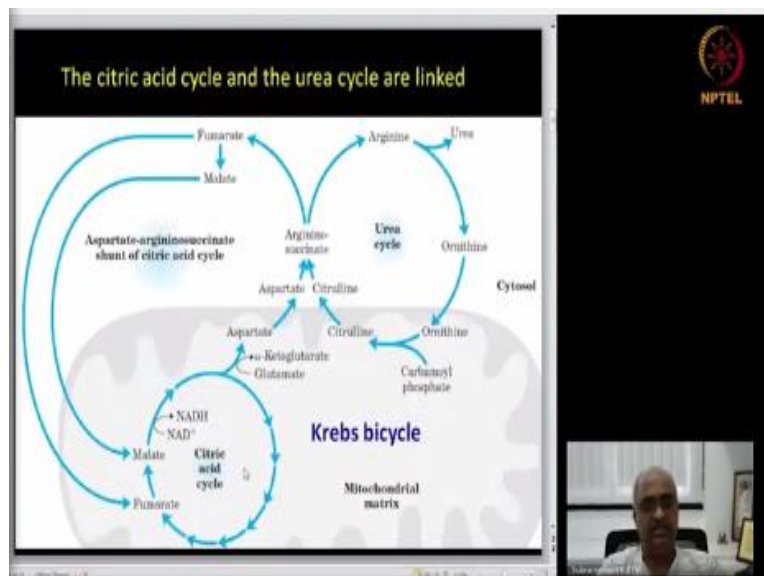 The citric acid cycle and the urea cycle are linked
NPTEL
Fumarate
Arginine
Urea
Malate
Aspartate-argininosuccinate
shunt of citric acid cycle
Arginino-
succinate
Urea
cycle
Ornithine
Aspartate
Citrulline
Cytosol
Aspartate
Citrulline
Ornithine
α-Ketoglutarate
Glutamate
Carbamoyl
phosphate
NADH
NAD+
Krebs bicycle
Malate
Citric
acid
cycle
Mitochondrial
matrix
Fumarate